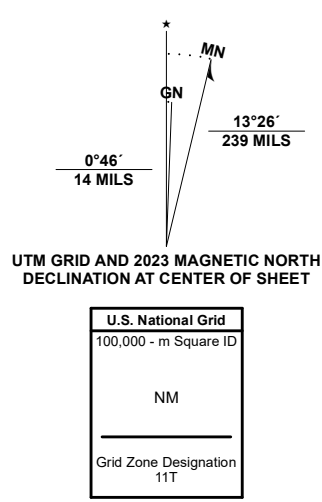 ★
MN
GN
13°26´
239 MILS
0°46´
14 MILS
UTM GRID AND 2023 MAGNETIC NORTH
DECLINATION AT CENTER OF SHEET
U.S. National Grid
100,000 - m Square ID
NM
Grid Zone Designation
11T